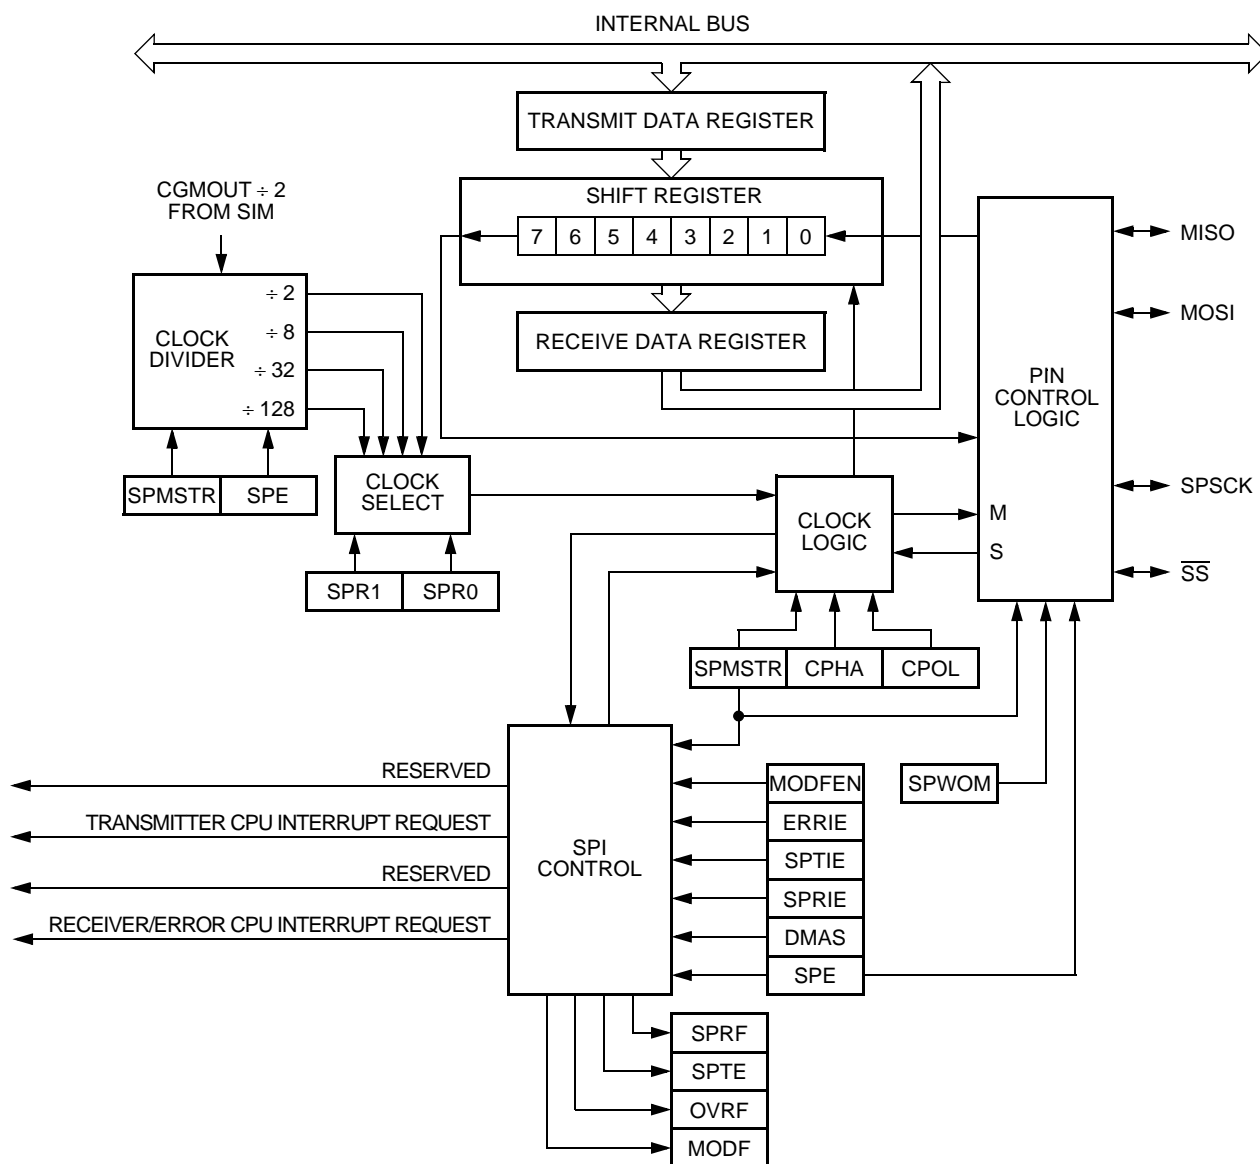 INTERNAL BUS
TRANSMIT DATA REGISTER
CGMOUT ÷ 2
FROM SIM
SHIFT REGISTER
7 6 5 4 3 2 1 0
MISO
÷ 2
CLOCK
DIVIDER
÷ 8
÷ 32
÷ 128
RECEIVE DATA REGISTER
MOSI
PIN
CONTROL
LOGIC
SPMSTR SPE
CLOCK
SELECT
SPSCK
CLOCK
LOGIC
M
S
SS
SPR1 SPR0
SPMSTR CPHA CPOL
RESERVED
TRANSMITTER CPU INTERRUPT REQUEST
RESERVED
RECEIVER/ERROR CPU INTERRUPT REQUEST
SPI
CONTROL
MODFEN
ERRIE
SPTIE
SPRIE
DMAS
SPE
SPWOM
SPRF
SPTE
OVRF
MODF